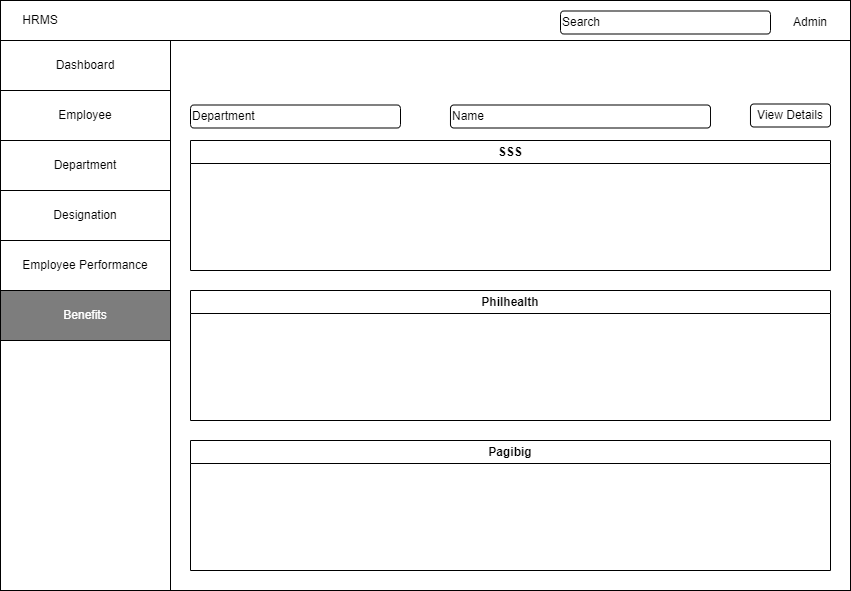 HRMS
Search
Admin
Dashboard
Employee
Department
Designation
Employee Performance
Benefits
Department
Name
View Details
SSS
Philhealth
Pagibig